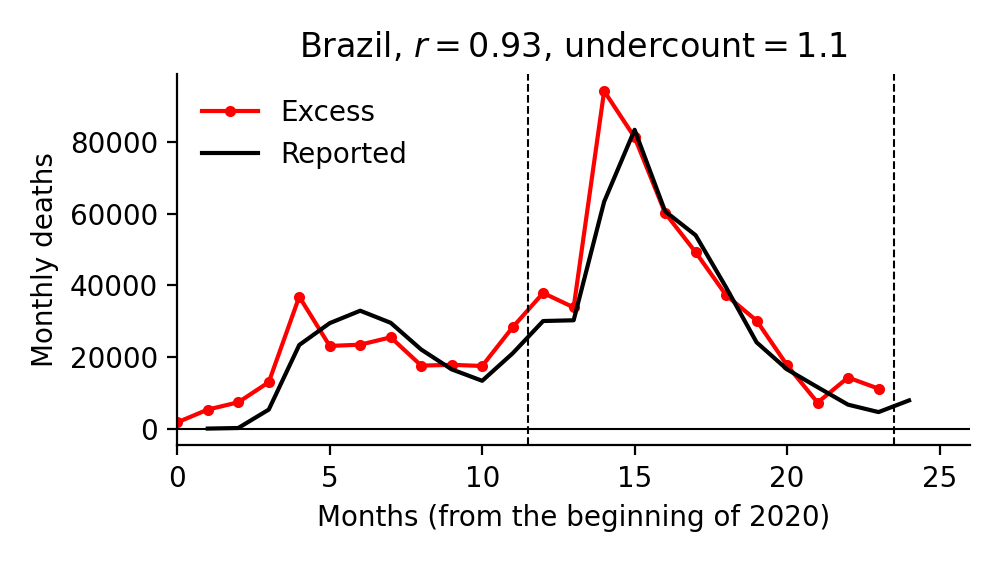 Brazil, r = 0.93, undercount = 1.1
Excess
Reported
Monthly deaths
80000
60000
40000
20000
0
0 5 10 15 20 25
Months (from the beginning of 2020)